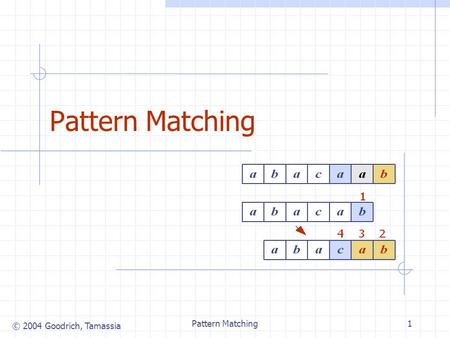 Pattern Matching
a b a c a a b
1
a b a c a b
4 3 2
a b a c a b
© 2004 Goodrich, Tamassia Pattern Matching 1